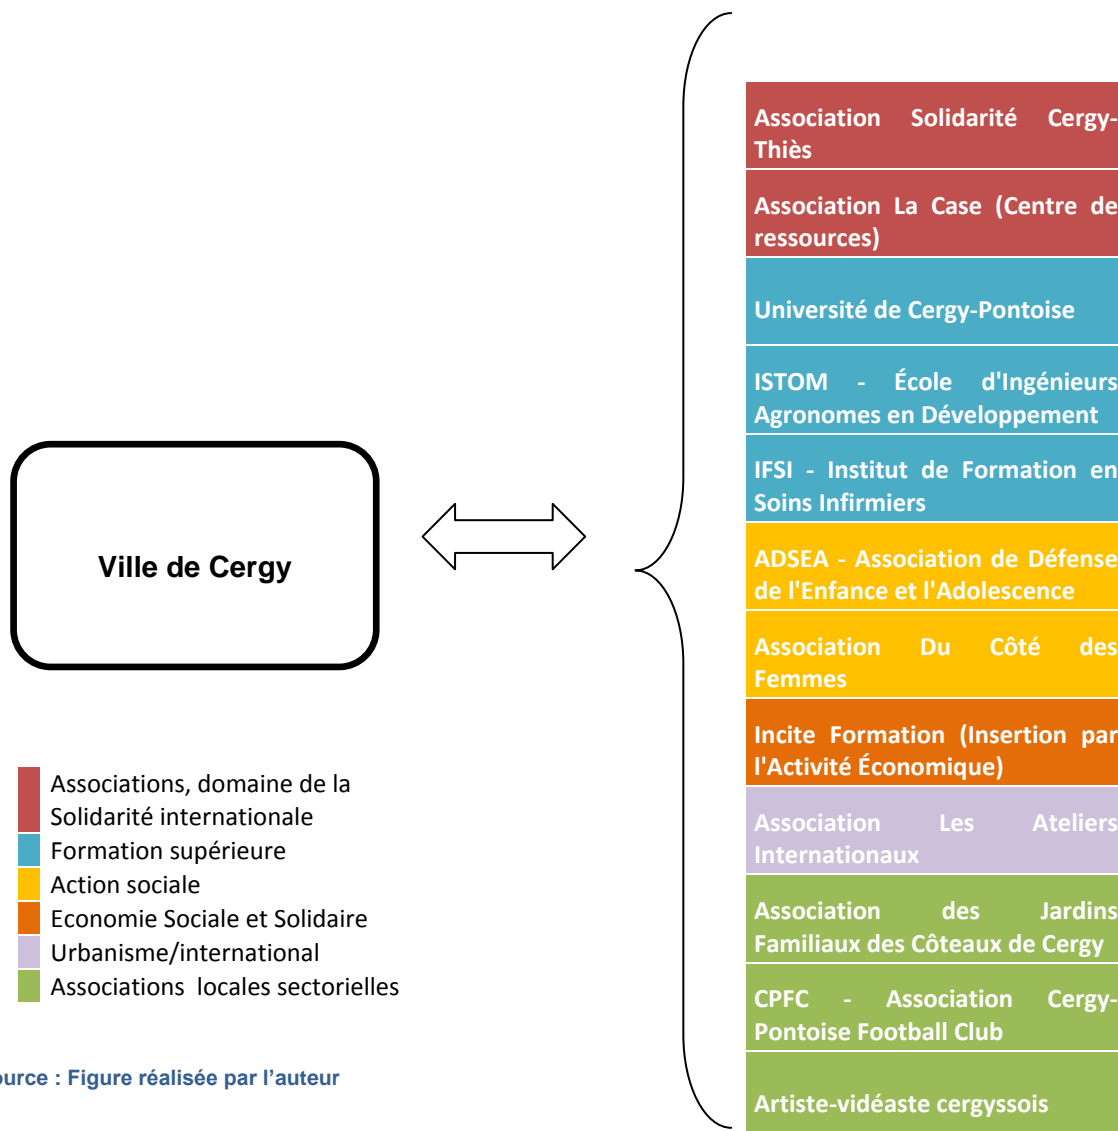 Association Solidarité Cergy-
Thiès
Association La Case (Centre de
ressources)
Université de Cergy-Pontoise
ISTOM - École d'Ingénieurs
Agronomes en Développement
IFSI - Institut de Formation en
Soins Infirmiers
ADSEA - Association de Défense
de l'Enfance et l'Adolescence
Association Du Côté des
Femmes
Incite Formation (Insertion par
l'Activité Économique)
Association Les Ateliers
Internationaux
Association des Jardins
Familiaux des Côteaux de Cergy
CPFC - Association Cergy-
Pontoise Football Club
Artiste-vidéaste cergyssois
Ville de Cergy
Associations, domaine de la
Solidarité internationale
Formation supérieure
Action sociale
Economie Sociale et Solidaire
Urbanisme/international
Associations locales sectorielles
ource : Figure réalisée par l'auteur